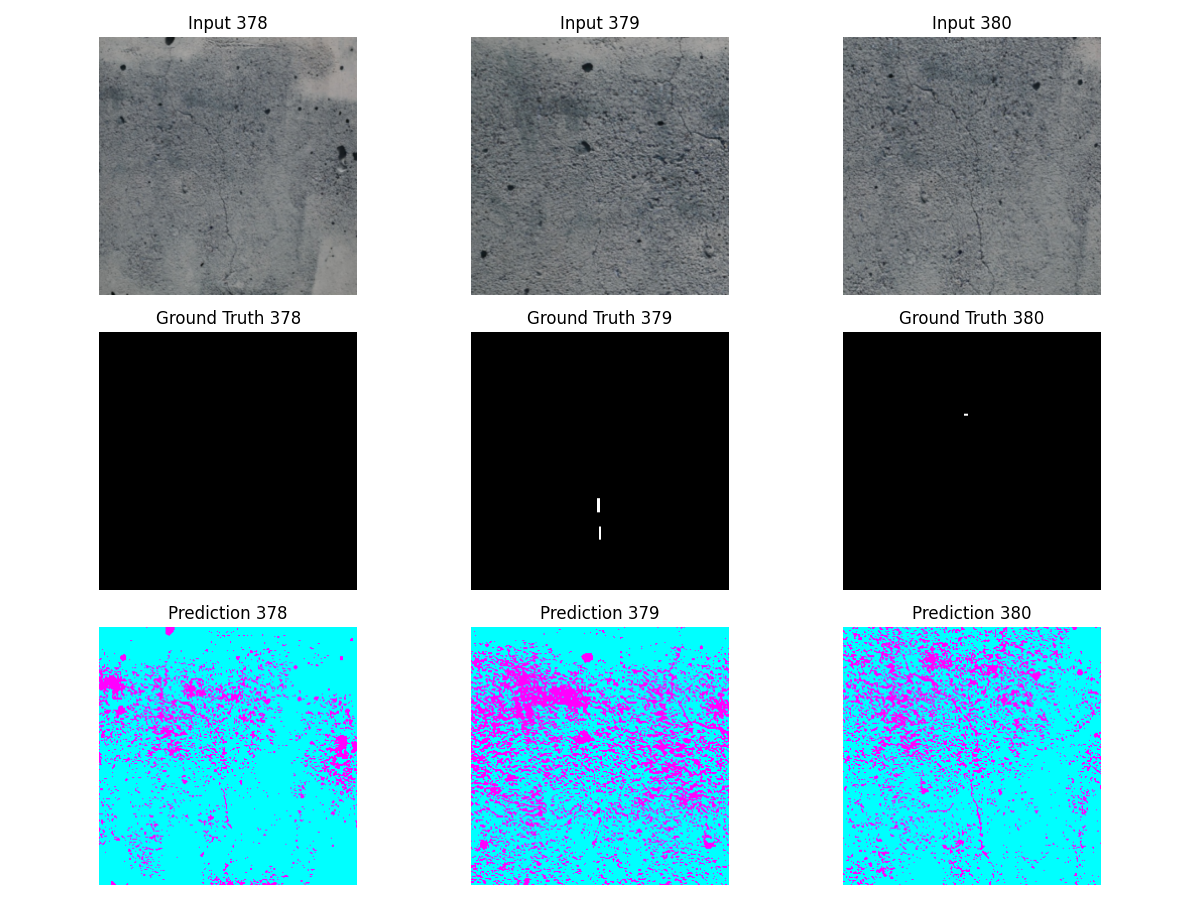 Input 378
Input 379
Input 380
Ground Truth 378
Ground Truth 379
Ground Truth 380
Prediction 378
Prediction 379
Prediction 380